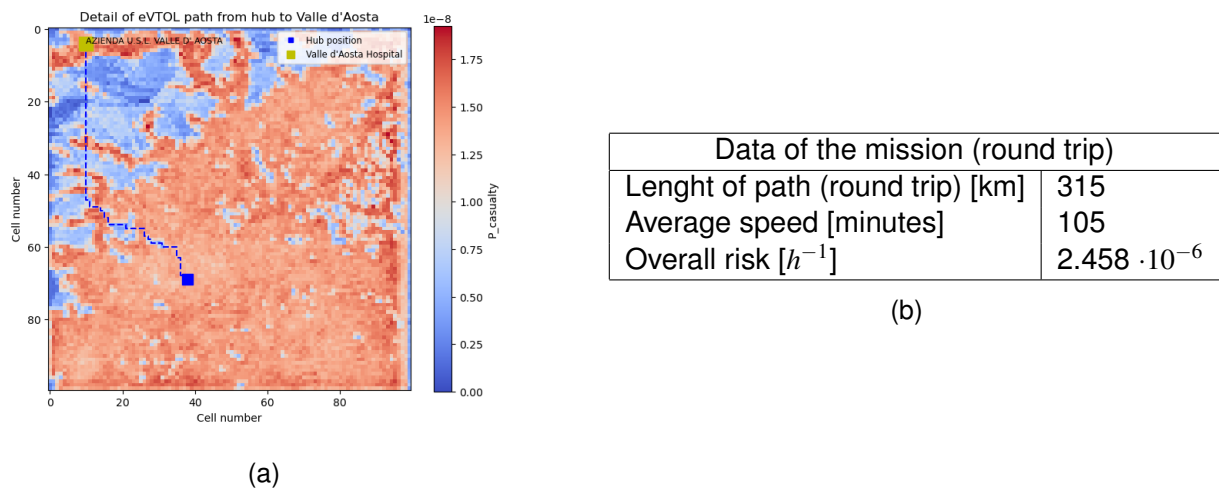 Detail of eVTOL path from hub to Valle d'Aosta
1e−8
AZIENDA U.S.L. VALLE D' AOSTA
Hub position
Valle d'Aosta Hospital
0
20
40
60
80
Cell number
0 20 40 60 80
Cell number
1.75
1.50
1.25
1.00
0.75
0.50
0.25
0.00
P_casualty
(a)
Data of the mission (round trip)
Lenght of path (round trip) [km] 315
Average speed [minutes] 105
Overall risk [h⁻¹] 2.458 ·10⁻⁶
(b)